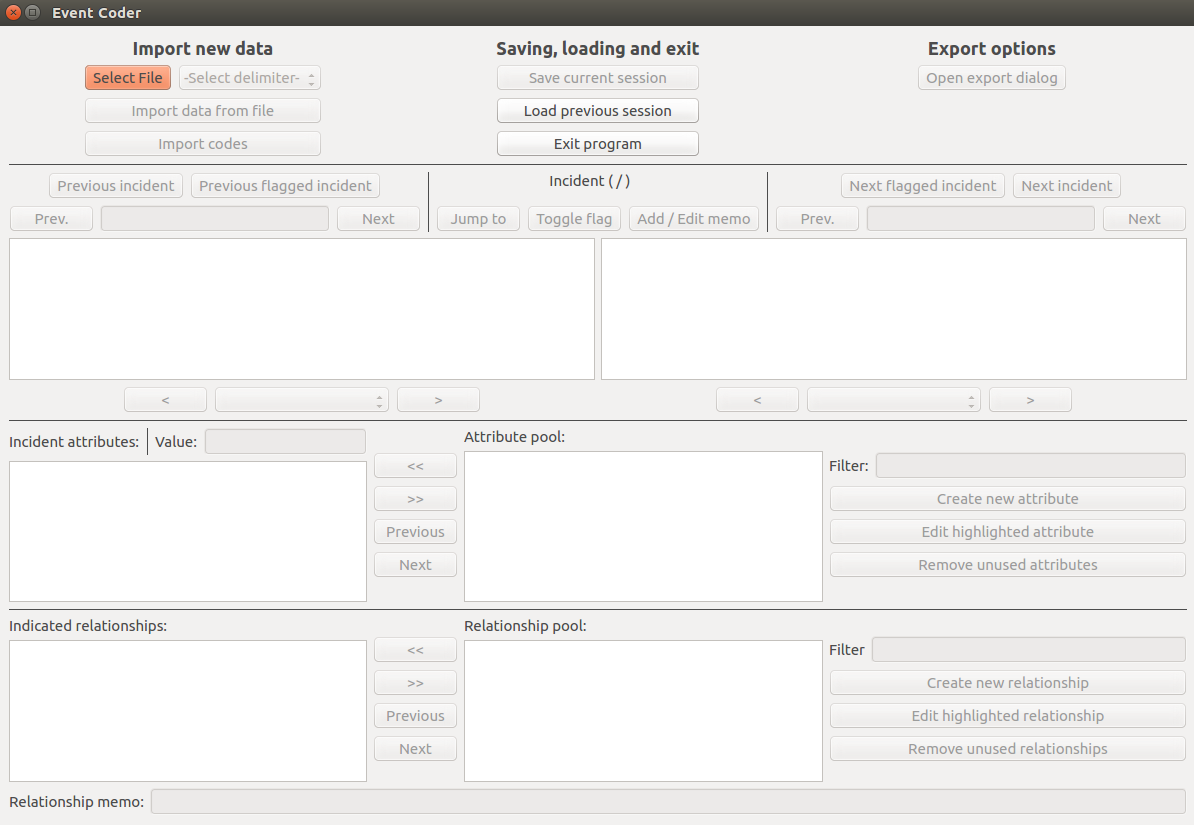 Event Coder
Import new data
Saving, loading and exit
Export options
Select File
-Select delimiter-
Save current session
Open export dialog
Import data from file
Load previous session
Import codes
Exit program
Previous incident
Previous flagged incident
Incident ( / )
Next flagged incident
Next incident
Prev.
Next
Jump to
Toggle flag
Add / Edit memo
Prev.
Next
<
>
<
>
Incident attributes:
Value:
Attribute pool:
<<
>>
Previous
Next
Filter:
Create new attribute
Edit highlighted attribute
Remove unused attributes
Indicated relationships:
Relationship pool:
<<
>>
Previous
Next
Filter
Create new relationship
Edit highlighted relationship
Remove unused relationships
Relationship memo: